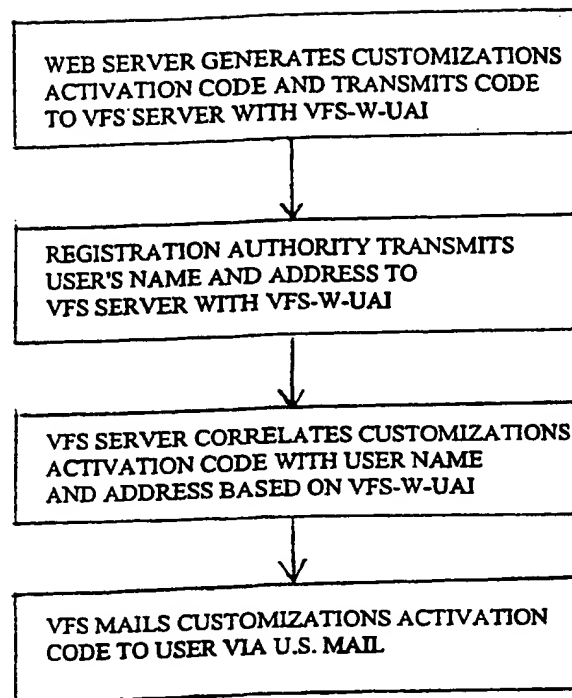 WEB SERVER GENERATES CUSTOMIZATIONS
ACTIVATION CODE AND TRANSMITS CODE
TO VFS SERVER WITH VFS-W-UAI
REGISTRATION AUTHORITY TRANSMITS
USER'S NAME AND ADDRESS TO
VFS SERVER WITH VFS-W-UAI
VFS SERVER CORRELATES CUSTOMIZATIONS
ACTIVATION CODE WITH USER NAME
AND ADDRESS BASED ON VFS-W-UAI
VFS MAILS CUSTOMIZATIONS ACTIVATION
CODE TO USER VIA U.S. MAIL